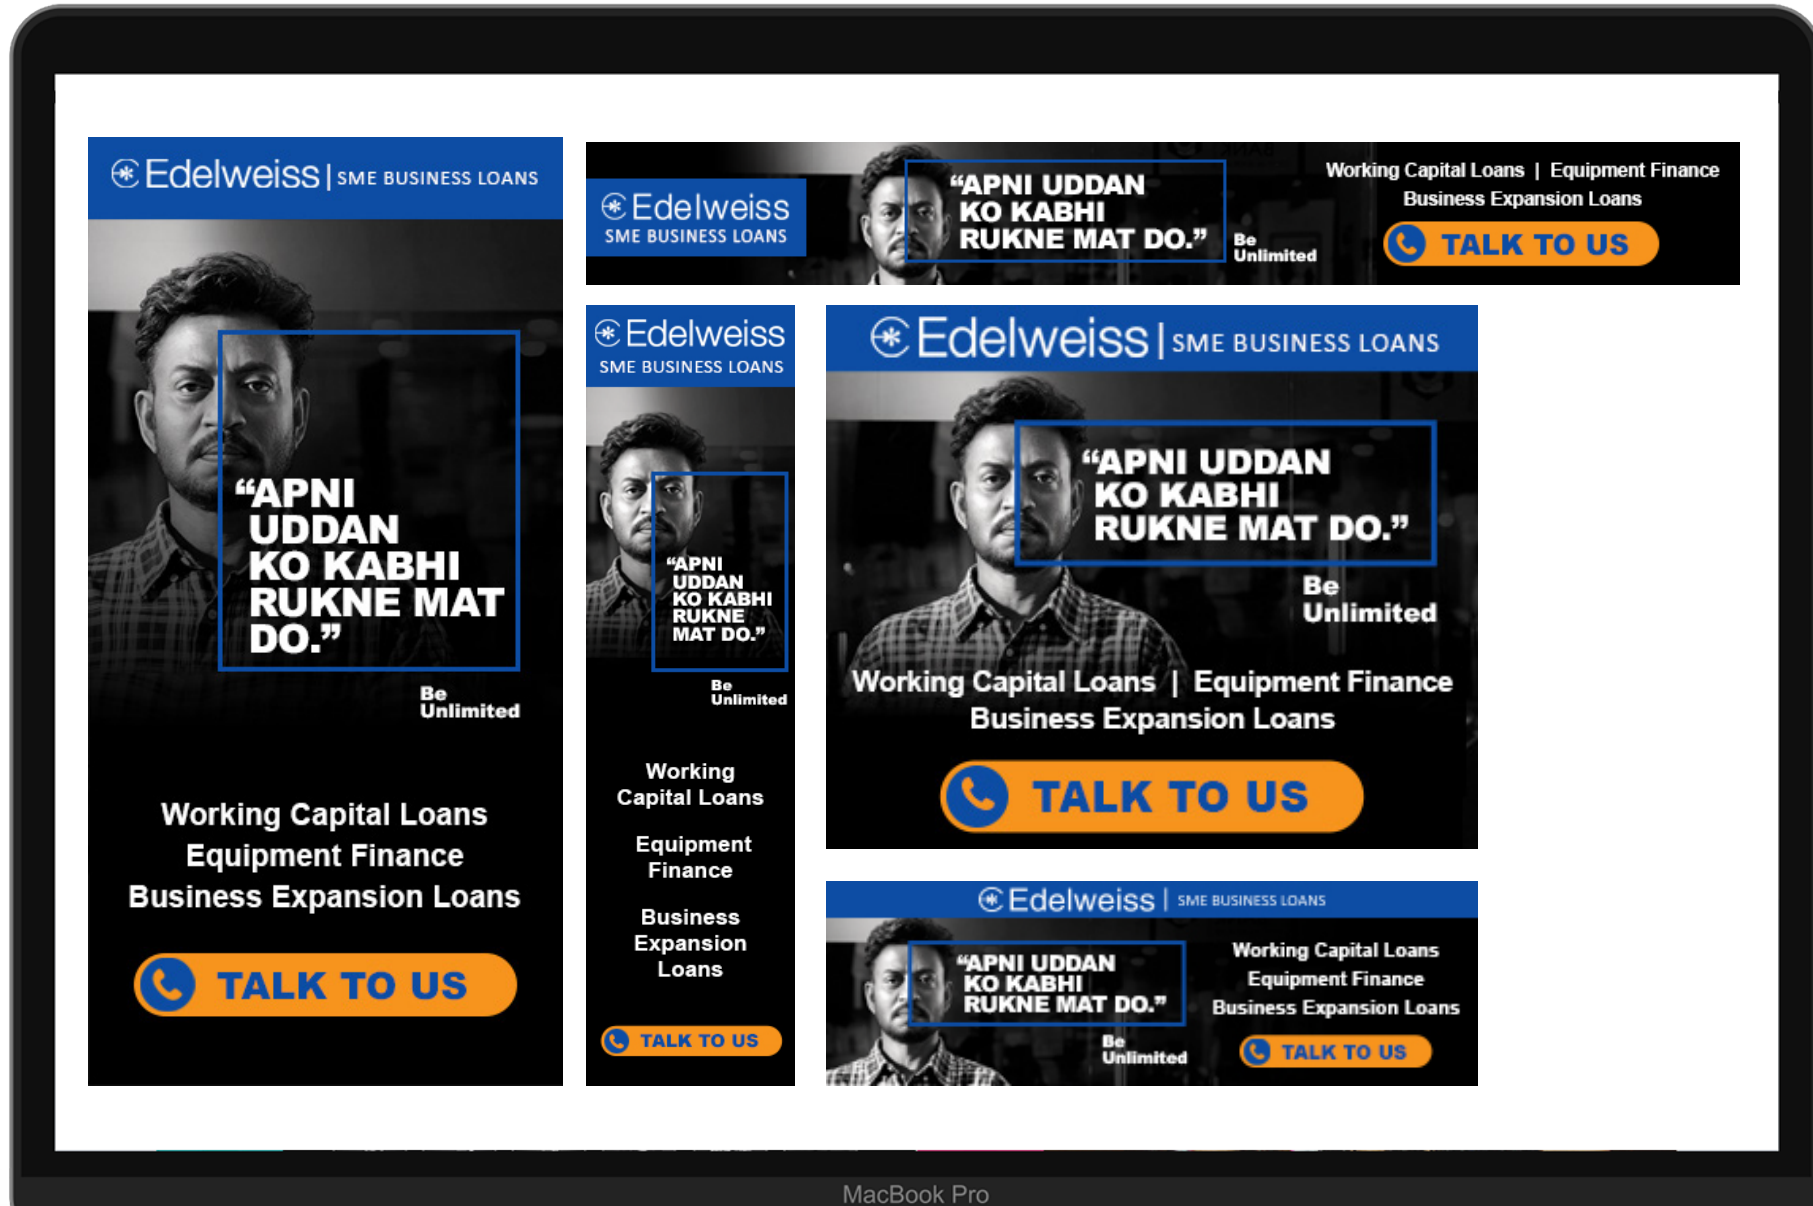 Edelweiss | SME BUSINESS LOANS
“APNI
UDDAN
KO KABHI
RUKNE MAT
DO.”
Be
Unlimited
Working Capital Loans
Equipment Finance
Business Expansion Loans
TALK TO US
Edelweiss
SME BUSINESS LOANS
“APNI UDDAN
KO KABHI
RUKNE MAT DO.”
Be
Unlimited
Working Capital Loans | Equipment Finance
Business Expansion Loans
TALK TO US
Edelweiss
SME BUSINESS LOANS
“APNI
UDDAN
KO KABHI
RUKNE
MAT DO.”
Be
Unlimited
Working
Capital Loans
Equipment
Finance
Business
Expansion
Loans
TALK TO US
Edelweiss | SME BUSINESS LOANS
“APNI UDDAN
KO KABHI
RUKNE MAT DO.”
Be
Unlimited
Working Capital Loans | Equipment Finance
Business Expansion Loans
TALK TO US
Edelweiss | SME BUSINESS LOANS
“APNI UDDAN
KO KABHI
RUKNE MAT DO.”
Be
Unlimited
Working Capital Loans
Equipment Finance
Business Expansion Loans
TALK TO US
MacBook Pro